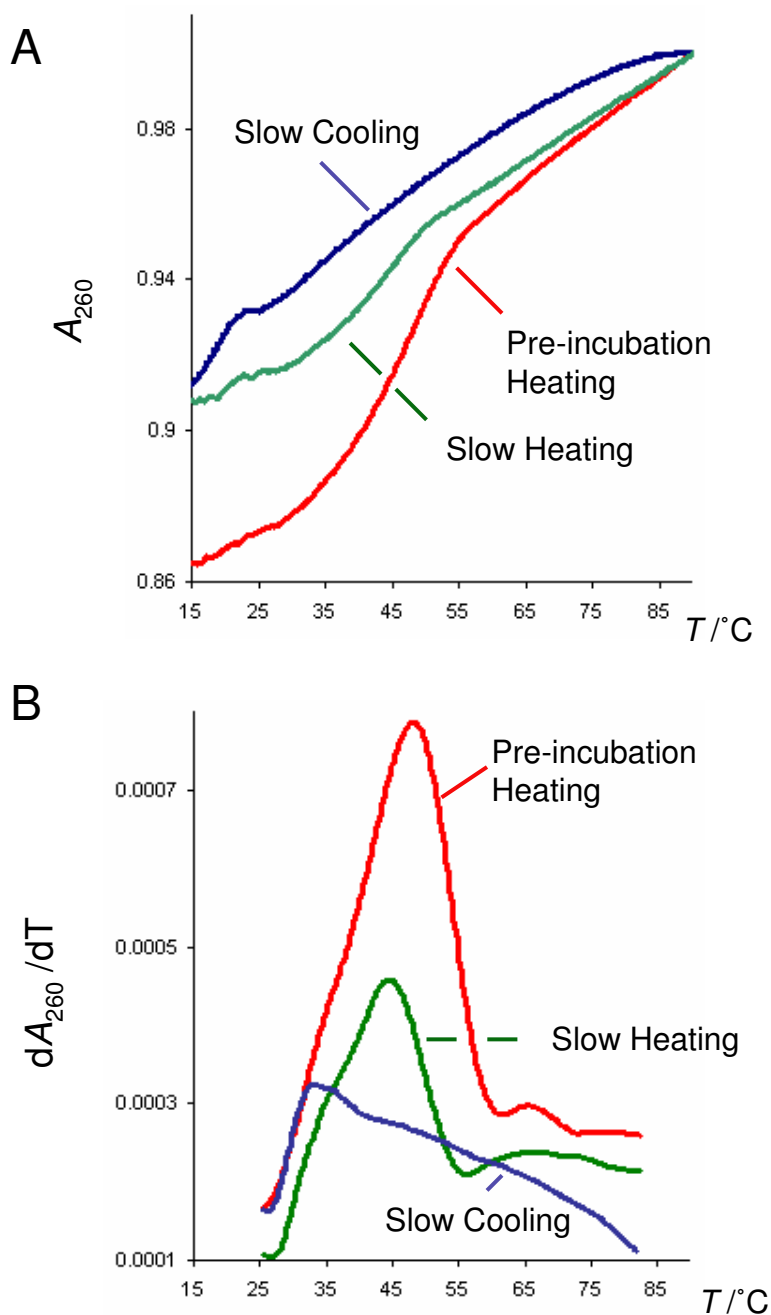 A
A260
0.98
0.94
0.9
0.86
Slow Cooling
Pre-incubation
Heating
Slow Heating
15 25 35 45 55 65 75 85
T /˚C
B
dA260 /dT
0.0007
0.0005
0.0003
0.0001
Pre-incubation
Heating
Slow Heating
Slow Cooling
15 25 35 45 55 65 75 85
T /˚C